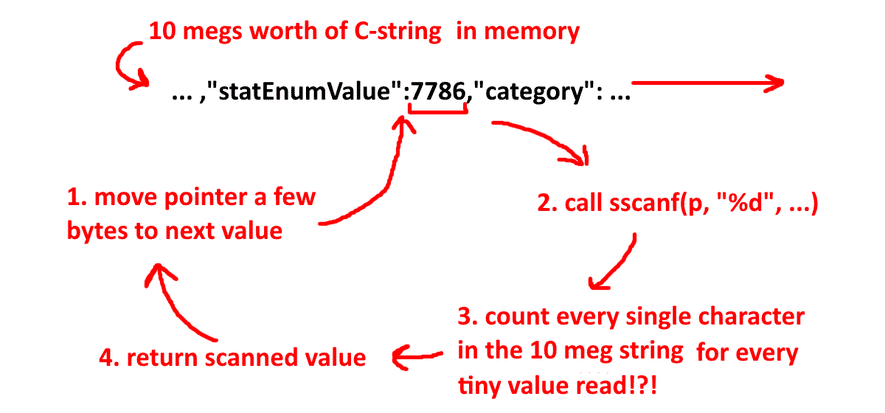 10 megs worth of C-string in memory
... ,"statEnumValue":7786,"category": ...
1. move pointer a few
bytes to next value
2. call sscanf(p, "%d", ...)
3. count every single character
in the 10 meg string for every
tiny value read!?!
4. return scanned value